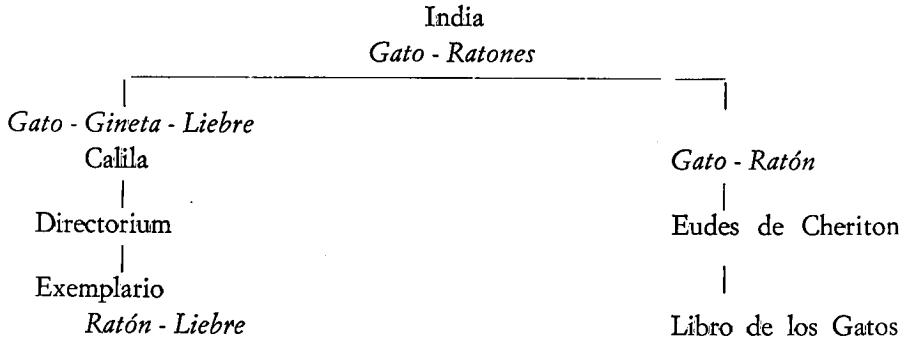 India
Gato - Ratones
Gato - Gineta - Liebre
Calila
Directorium
Exemplario
Ratón - Liebre
Gato - Ratón
Eudes de Cheriton
Libro de los Gatos